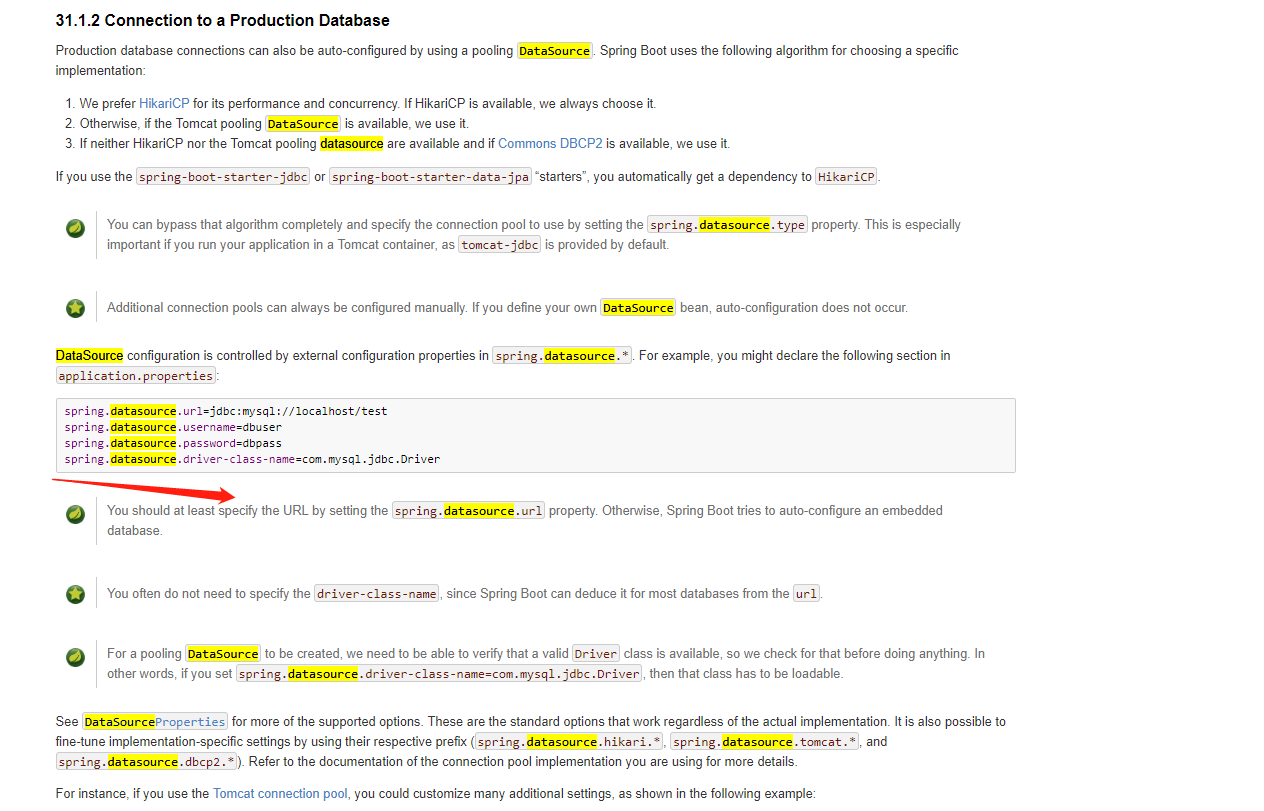 31.1.2 Connection to a Production Database
Production database connections can also be auto-configured by using a pooling DataSource. Spring Boot uses the following algorithm for choosing a specific
implementation:
1. We prefer HikariCP for its performance and concurrency. If HikariCP is available, we always choose it.
2. Otherwise, if the Tomcat pooling DataSource is available, we use it.
3. If neither HikariCP nor the Tomcat pooling datasource are available and if Commons DBCP2 is available, we use it.
If you use the spring-boot-starter-jdbc or spring-boot-starter-data-jpa “starters”, you automatically get a dependency to HikariCP.
You can bypass that algorithm completely and specify the connection pool to use by setting the spring.datasource.type property. This is especially
important if you run your application in a Tomcat container, as tomcat-jdbc is provided by default.
Additional connection pools can always be configured manually. If you define your own DataSource bean, auto-configuration does not occur.
DataSource configuration is controlled by external configuration properties in spring.datasource.*. For example, you might declare the following section in
application.properties:
spring.datasource.url=jdbc:mysql://localhost/test
spring.datasource.username=dbuser
spring.datasource.password=dbpass
spring.datasource.driver-class-name=com.mysql.jdbc.Driver
You should at least specify the URL by setting the spring.datasource.url property. Otherwise, Spring Boot tries to auto-configure an embedded
database.
You often do not need to specify the driver-class-name, since Spring Boot can deduce it for most databases from the url.
For a pooling DataSource to be created, we need to be able to verify that a valid Driver class is available, so we check for that before doing anything. In
other words, if you set spring.datasource.driver-class-name=com.mysql.jdbc.Driver, then that class has to be loadable.
See DataSourceProperties for more of the supported options. These are the standard options that work regardless of the actual implementation. It is also possible to
fine-tune implementation-specific settings by using their respective prefix (spring.datasource.hikari.*, spring.datasource.tomcat.*, and
spring.datasource.dbcp2.*). Refer to the documentation of the connection pool implementation you are using for more details.
For instance, if you use the Tomcat connection pool, you could customize many additional settings, as shown in the following example: